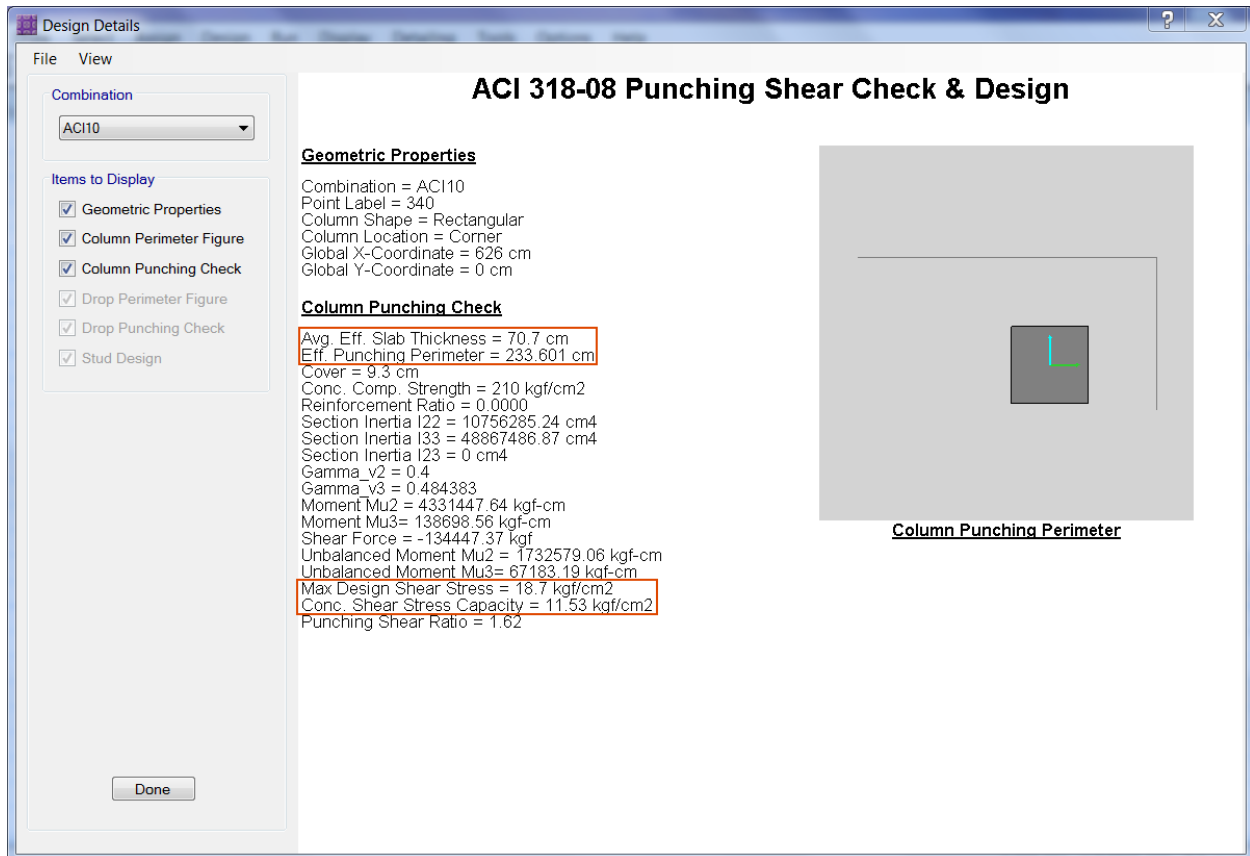 Design Details
File View
Combination
ACI10
Items to Display
Geometric Properties
Column Perimeter Figure
Column Punching Check
Drop Perimeter Figure
Drop Punching Check
Stud Design
Done
ACI 318-08 Punching Shear Check & Design
Geometric Properties
Combination = ACI10
Point Label = 340
Column Shape = Rectangular
Column Location = Corner
Global X-Coordinate = 626 cm
Global Y-Coordinate = 0 cm
Column Punching Check
Avg. Eff. Slab Thickness = 70.7 cm
Eff. Punching Perimeter = 233.601 cm
Cover = 9.3 cm
Conc. Comp. Strength = 210 kgf/cm2
Reinforcement Ratio = 0.0000
Section Inertia I22 = 10756285.24 cm4
Section Inertia I33 = 48867486.87 cm4
Section Inertia I23 = 0 cm4
Gamma_v2 = 0.4
Gamma_v3 = 0.484383
Moment Mu2 = 4331447.64 kgf-cm
Moment Mu3= 138698.56 kgf-cm
Shear Force = -134447.37 kgf
Unbalanced Moment Mu2 = 1732579.06 kgf-cm
Unbalanced Moment Mu3= 67183.19 kgf-cm
Max Design Shear Stress = 18.7 kgf/cm2
Conc. Shear Stress Capacity = 11.53 kgf/cm2
Punching Shear Ratio = 1.62
Column Punching Perimeter